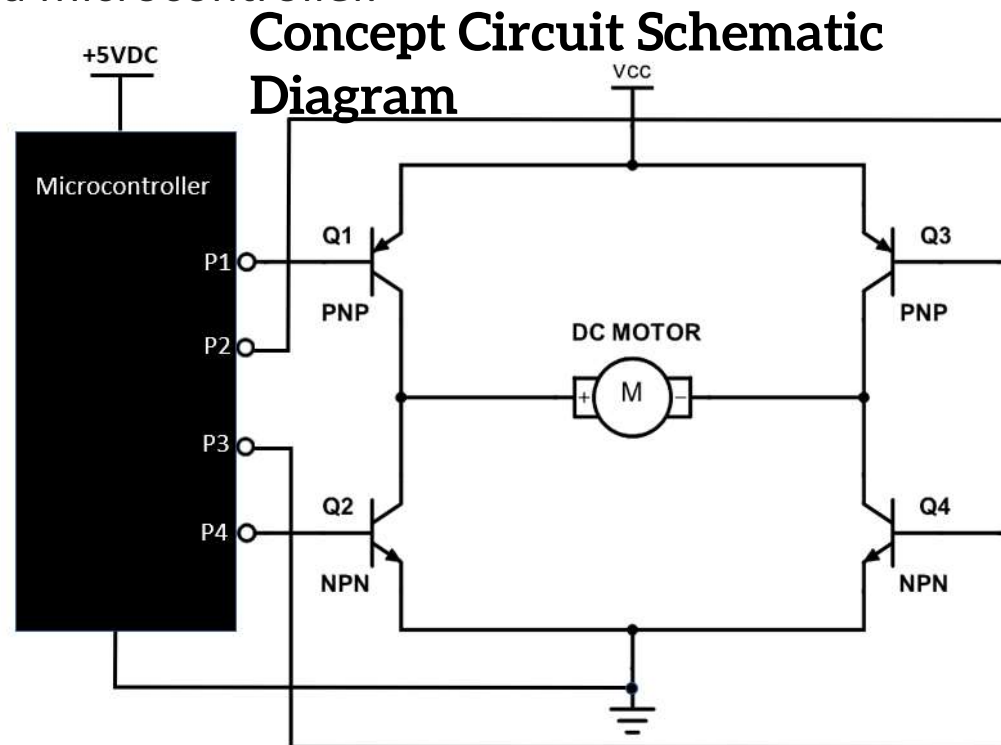 a microcontroller.
Concept Circuit Schematic
Diagram
+5VDC
VCC
Microcontroller
Q1
Q3
P1
PNP
PNP
P2
DC MOTOR
+ M −
P3
Q2
Q4
P4
NPN
NPN